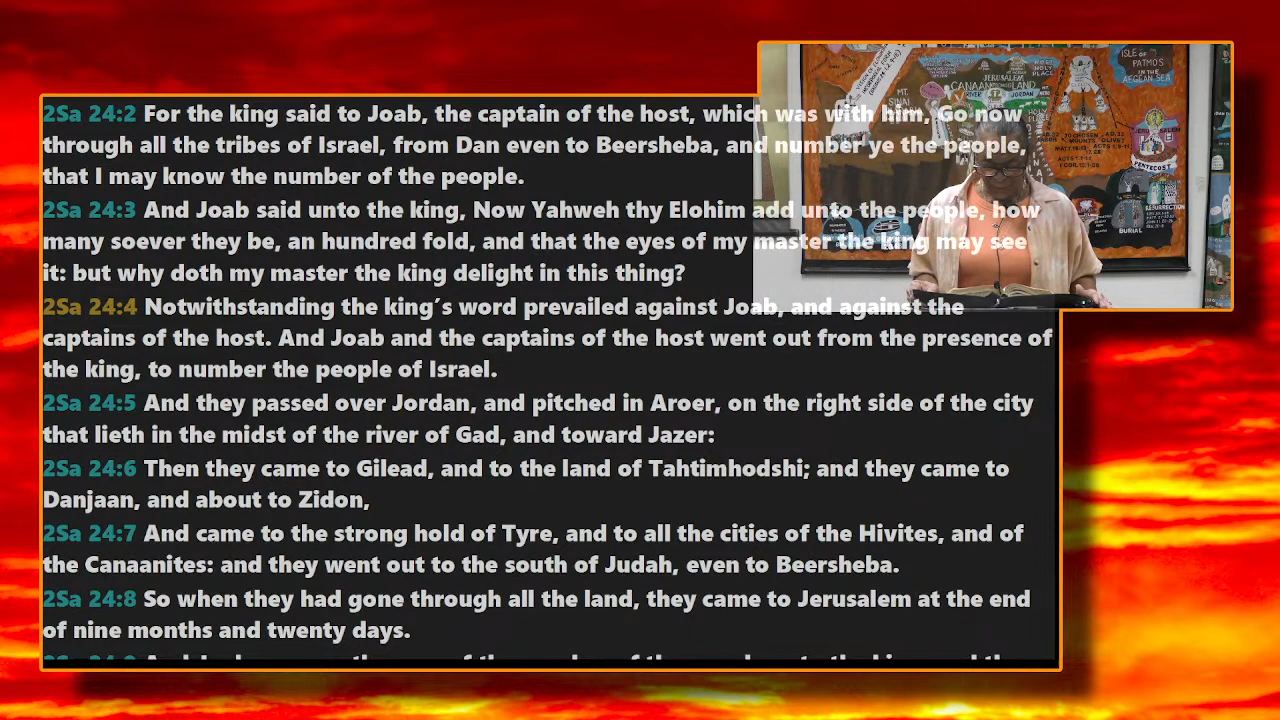 2Sa 24:2 For the king said to Joab, the captain of the host, which was with him, Go now
through all the tribes of Israel, from Dan even to Beersheba, and number ye the people,
that I may know the number of the people.
2Sa 24:3 And Joab said unto the king, Now Yahweh thy Elohim add unto the people, how
many soever they be, an hundred fold, and that the eyes of my master the king may see
it: but why doth my master the king delight in this thing?
2Sa 24:4 Notwithstanding the king's word prevailed against Joab, and against the
captains of the host. And Joab and the captains of the host went out from the presence of
the king, to number the people of Israel.
2Sa 24:5 And they passed over Jordan, and pitched in Aroer, on the right side of the city
that lieth in the midst of the river of Gad, and toward Jazer:
2Sa 24:6 Then they came to Gilead, and to the land of Tahtimhodshi; and they came to
Danjaan, and about to Zidon,
2Sa 24:7 And came to the strong hold of Tyre, and to all the cities of the Hivites, and of
the Canaanites: and they went out to the south of Judah, even to Beersheba.
2Sa 24:8 So when they had gone through all the land, they came to Jerusalem at the end
of nine months and twenty days.
ISLE OF
PATMOS
IN THE
AEGEAN SEA
JERUSALEM
CANAAN LAND
RIVER JORDAN
MT.
SINAI
PENTECOST
RESURRECTION
BURIAL